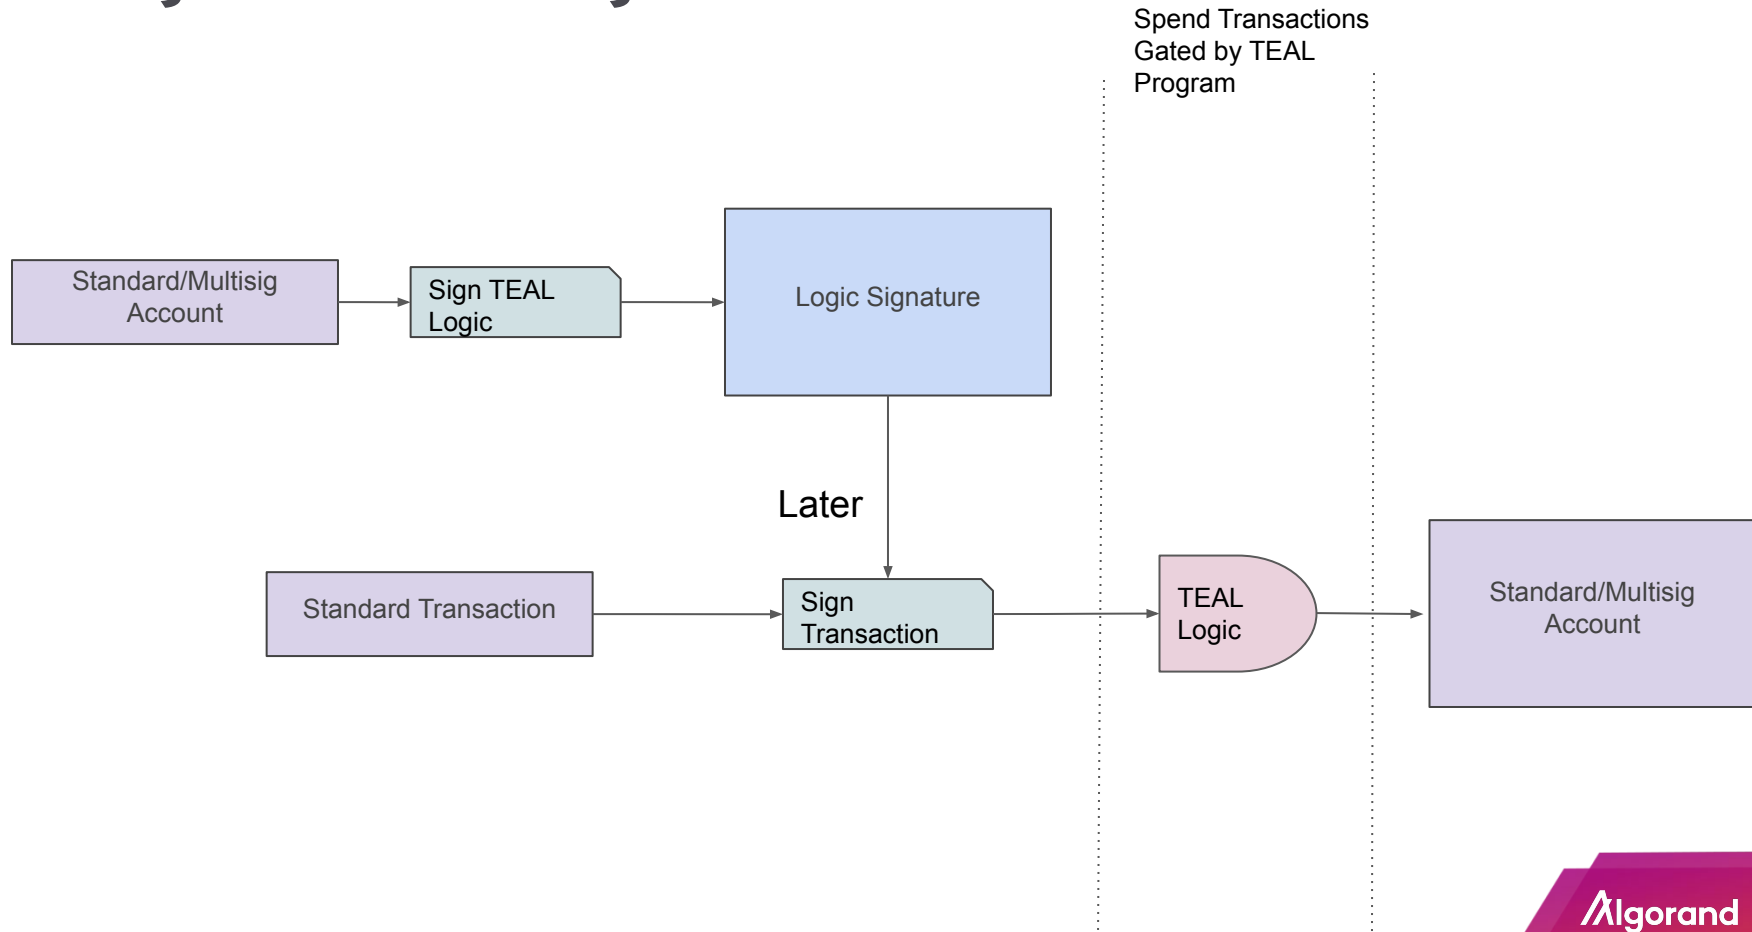 Spend Transactions
Gated by TEAL
Program
Standard/Multisig
Account
Sign TEAL
Logic
Logic Signature
Later
Standard Transaction
Sign
Transaction
TEAL
Logic
Standard/Multisig
Account
Algorand